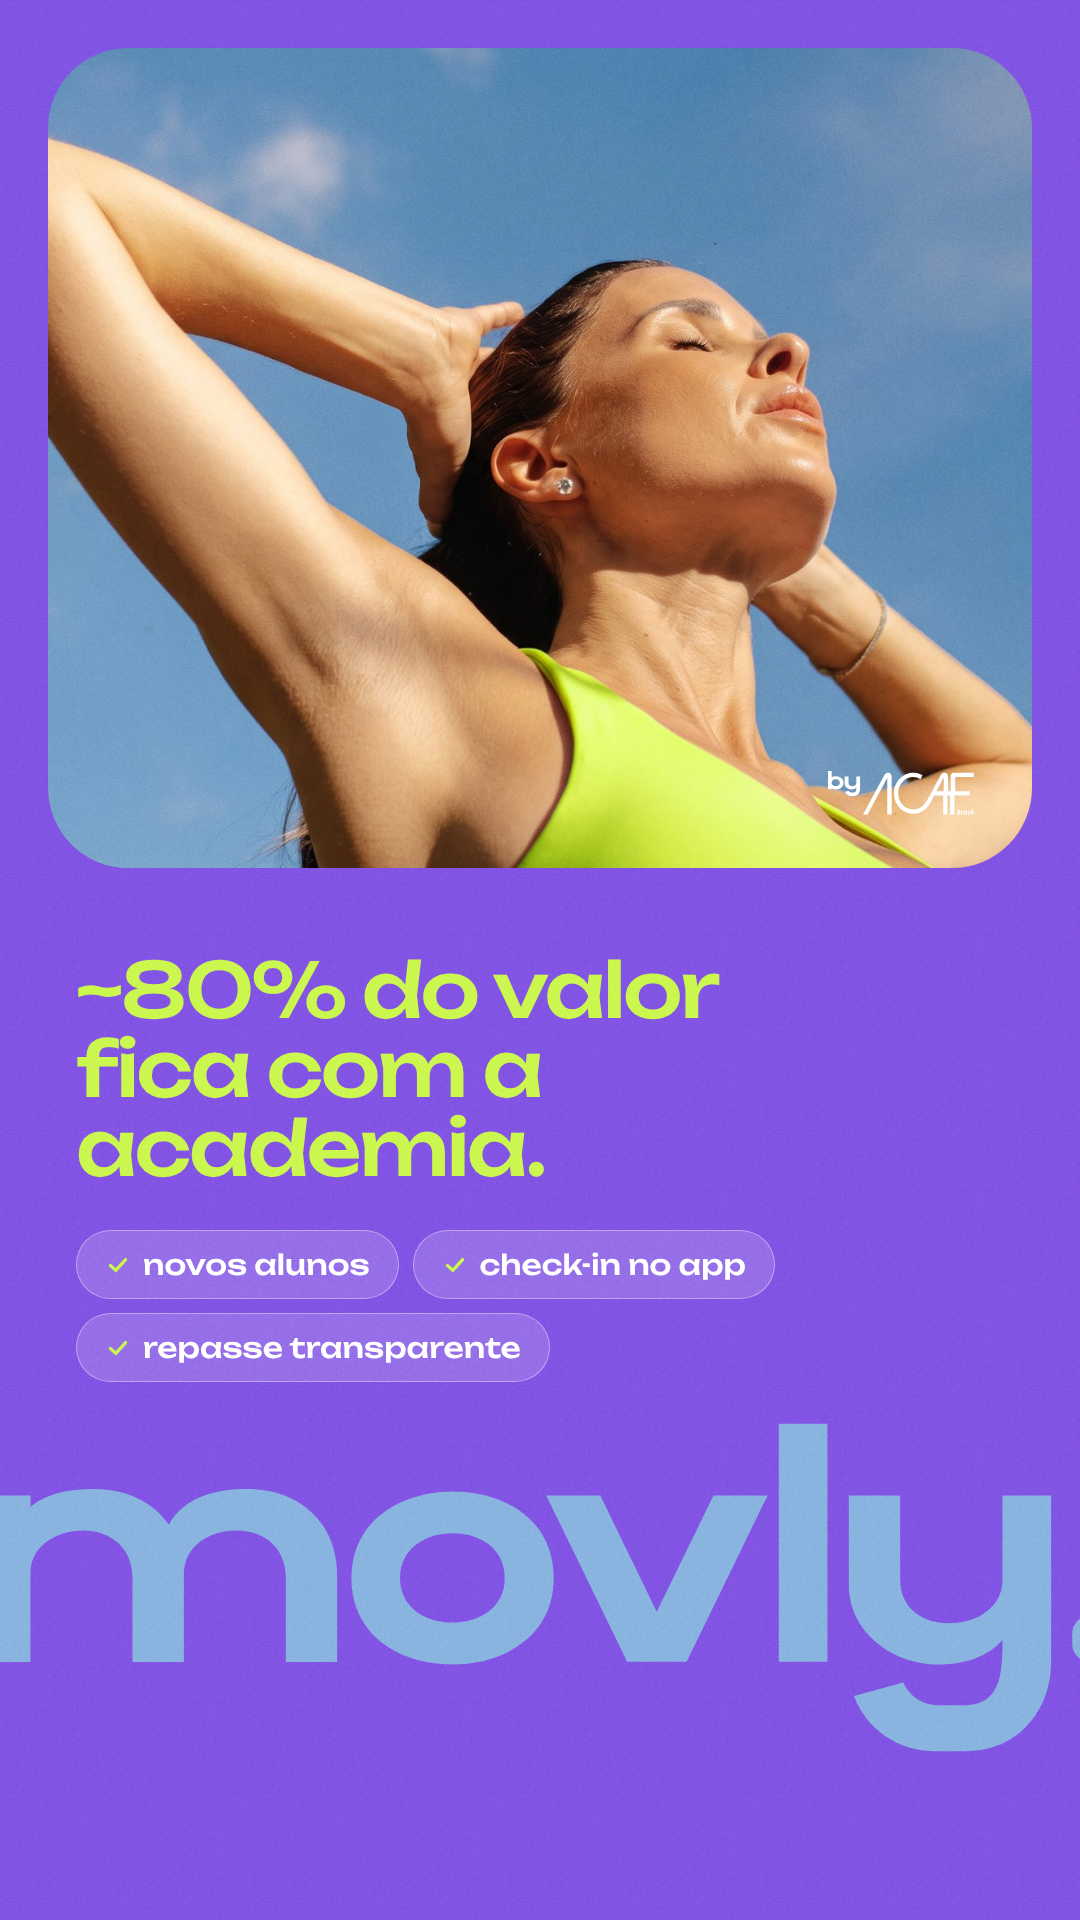 by ACAF
Brasil
~80% do valor
fica com a
academia.
novos alunos
check-in no app
repasse transparente
movly.